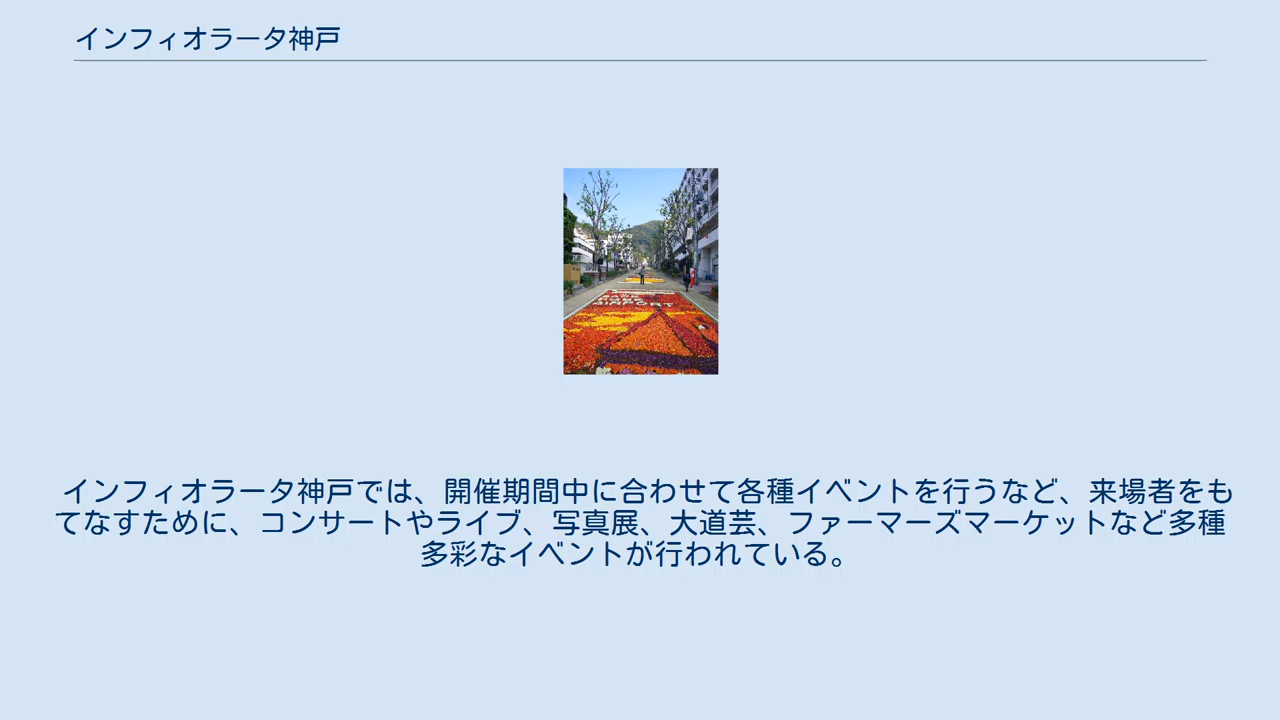 インフィオラータ神戸
インフィオラータ神戸では、開催期間中に合わせて各種イベントを行うなど、来場者をも
てなすために、コンサートやライブ、写真展、大道芸、ファーマーズマーケットなど多種
多彩なイベントが行われている。